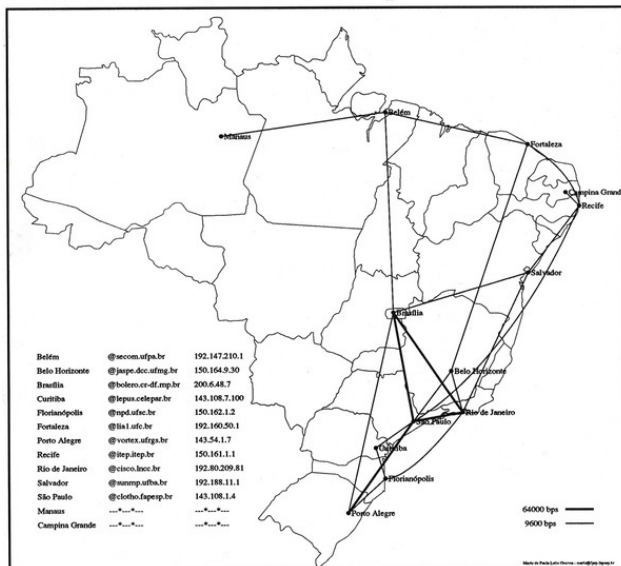 Belém
Manaus
Fortaleza
Campina Grande
Recife
Salvador
Brasília
Belo Horizonte
Rio de Janeiro
São Paulo
Curitiba
Florianópolis
Porto Alegre
Belém @secom.ufpa.br 192.147.210.1
Belo Horizonte @jaspe.dcc.ufmg.br 150.164.9.30
Brasília @bolero.cr-df.rnp.br 200.6.48.7
Curitiba @lepus.celepar.br 143.108.7.100
Florianópolis @npd.ufsc.br 150.162.1.2
Fortaleza @lia1.ufc.br 192.160.50.1
Porto Alegre @vortex.ufrgs.br 143.54.1.7
Recife @itep.itep.br 150.161.1.1
Rio de Janeiro @cisco.lncc.br 192.80.209.81
Salvador @sunrnp.ufba.br 192.188.11.1
São Paulo @clotho.fapesp.br 143.108.1.4
Manaus ---*---*--- ---*---*---
Campina Grande ---*---*--- ---*---*---
64000 bps
9600 bps